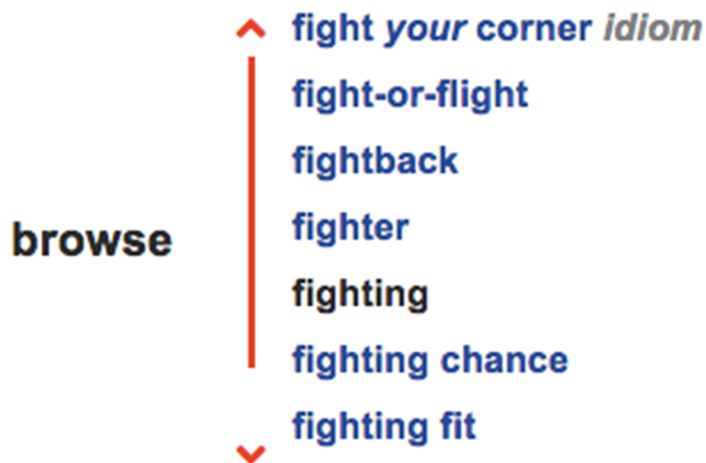 fight your corner idiom
fight-or-flight
fightback
fighter
browse
fighting
fighting chance
fighting fit